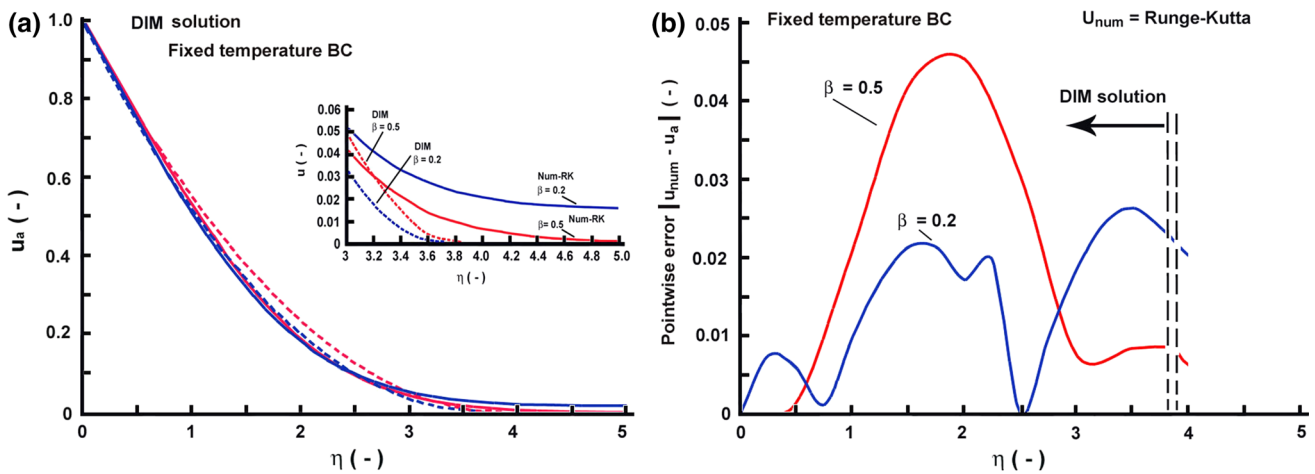 (a)
DIM solution
Fixed temperature BC
1.0
0.8
0.6
0.4
0.2
0
uₐ ( - )
0 1 2 3 4 5
η ( - )
0.06
0.05
0.04
0.03
0.02
0.01
0
u ( - )
DIM
β = 0.5
DIM
β = 0.2
Num-RK
β = 0.2
β= 0.5 Num-RK
3 3.2 3.4 3.6 3.8 4.0 4.2 4.4 4.6 4.8 5.0
η ( - )
(b)
Fixed temperature BC
Uₙᵤₘ = Runge-Kutta
0.05
0.04
0.03
0.02
0.01
0
Pointwise error |uₙᵤₘ - uₐ| ( - )
β = 0.5
β = 0.2
DIM solution
0 1 2 3 4 5
η ( - )